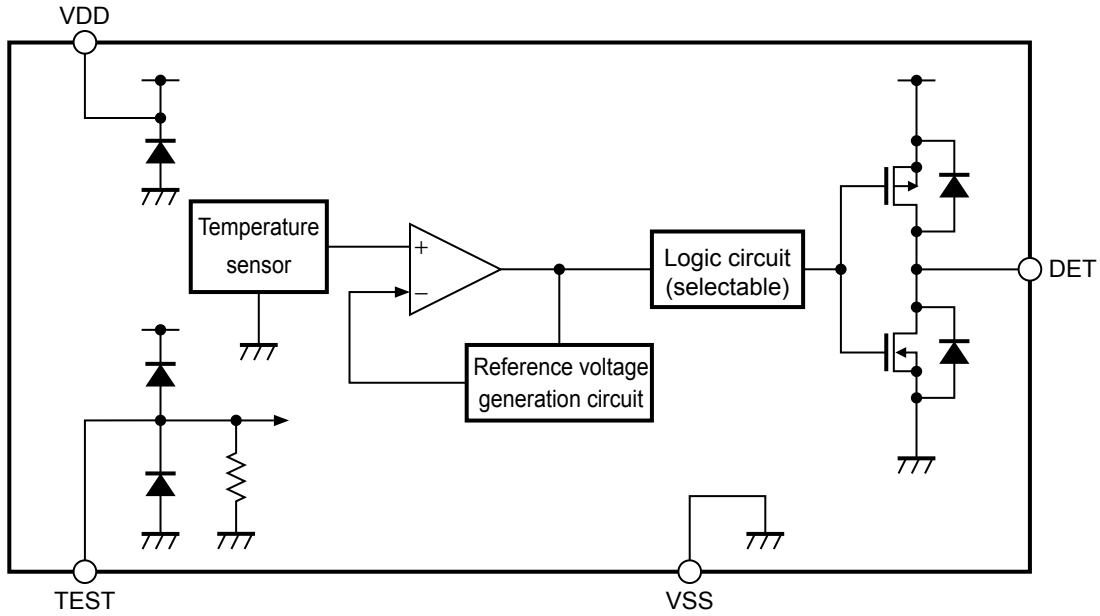 VDD
Temperature
sensor
+
−
Logic circuit
(selectable)
DET
Reference voltage
generation circuit
TEST
VSS